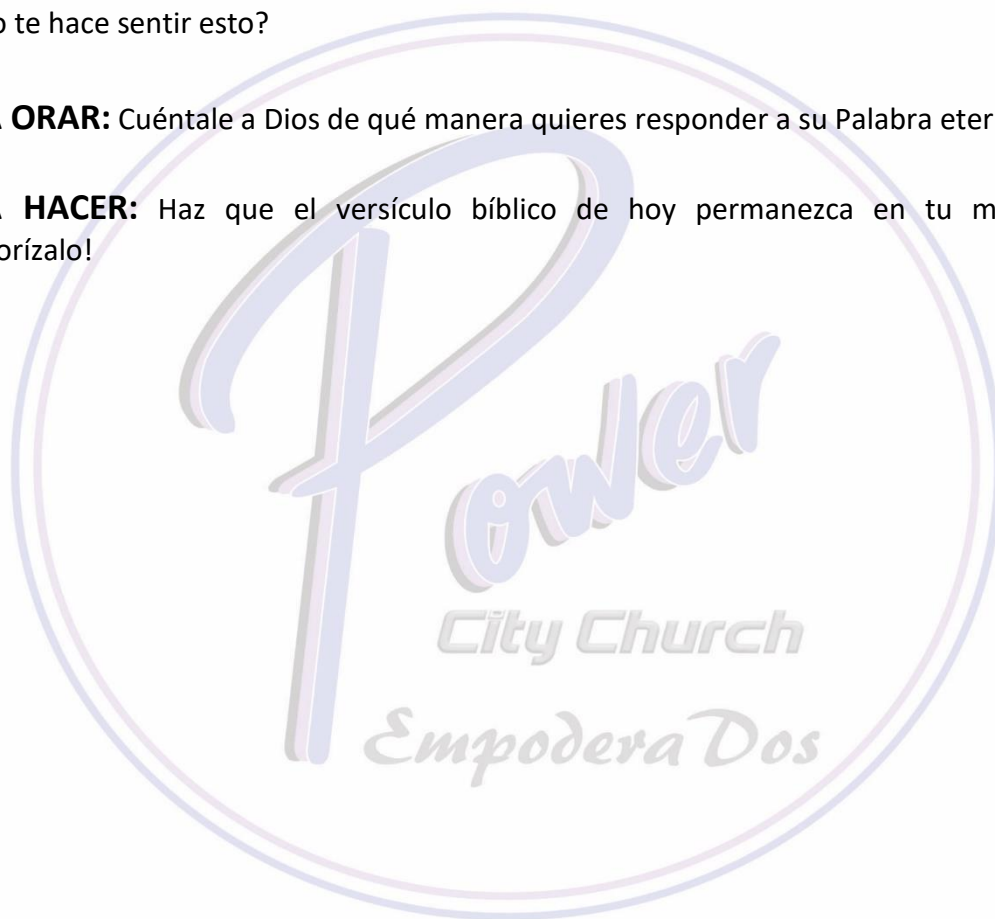 o te hace sentir esto?
A ORAR: Cuéntale a Dios de qué manera quieres responder a su Palabra eter
A HACER: Haz que el versículo bíblico de hoy permanezca en tu m
orízalo!
Power
City Church
EmpoderaDos